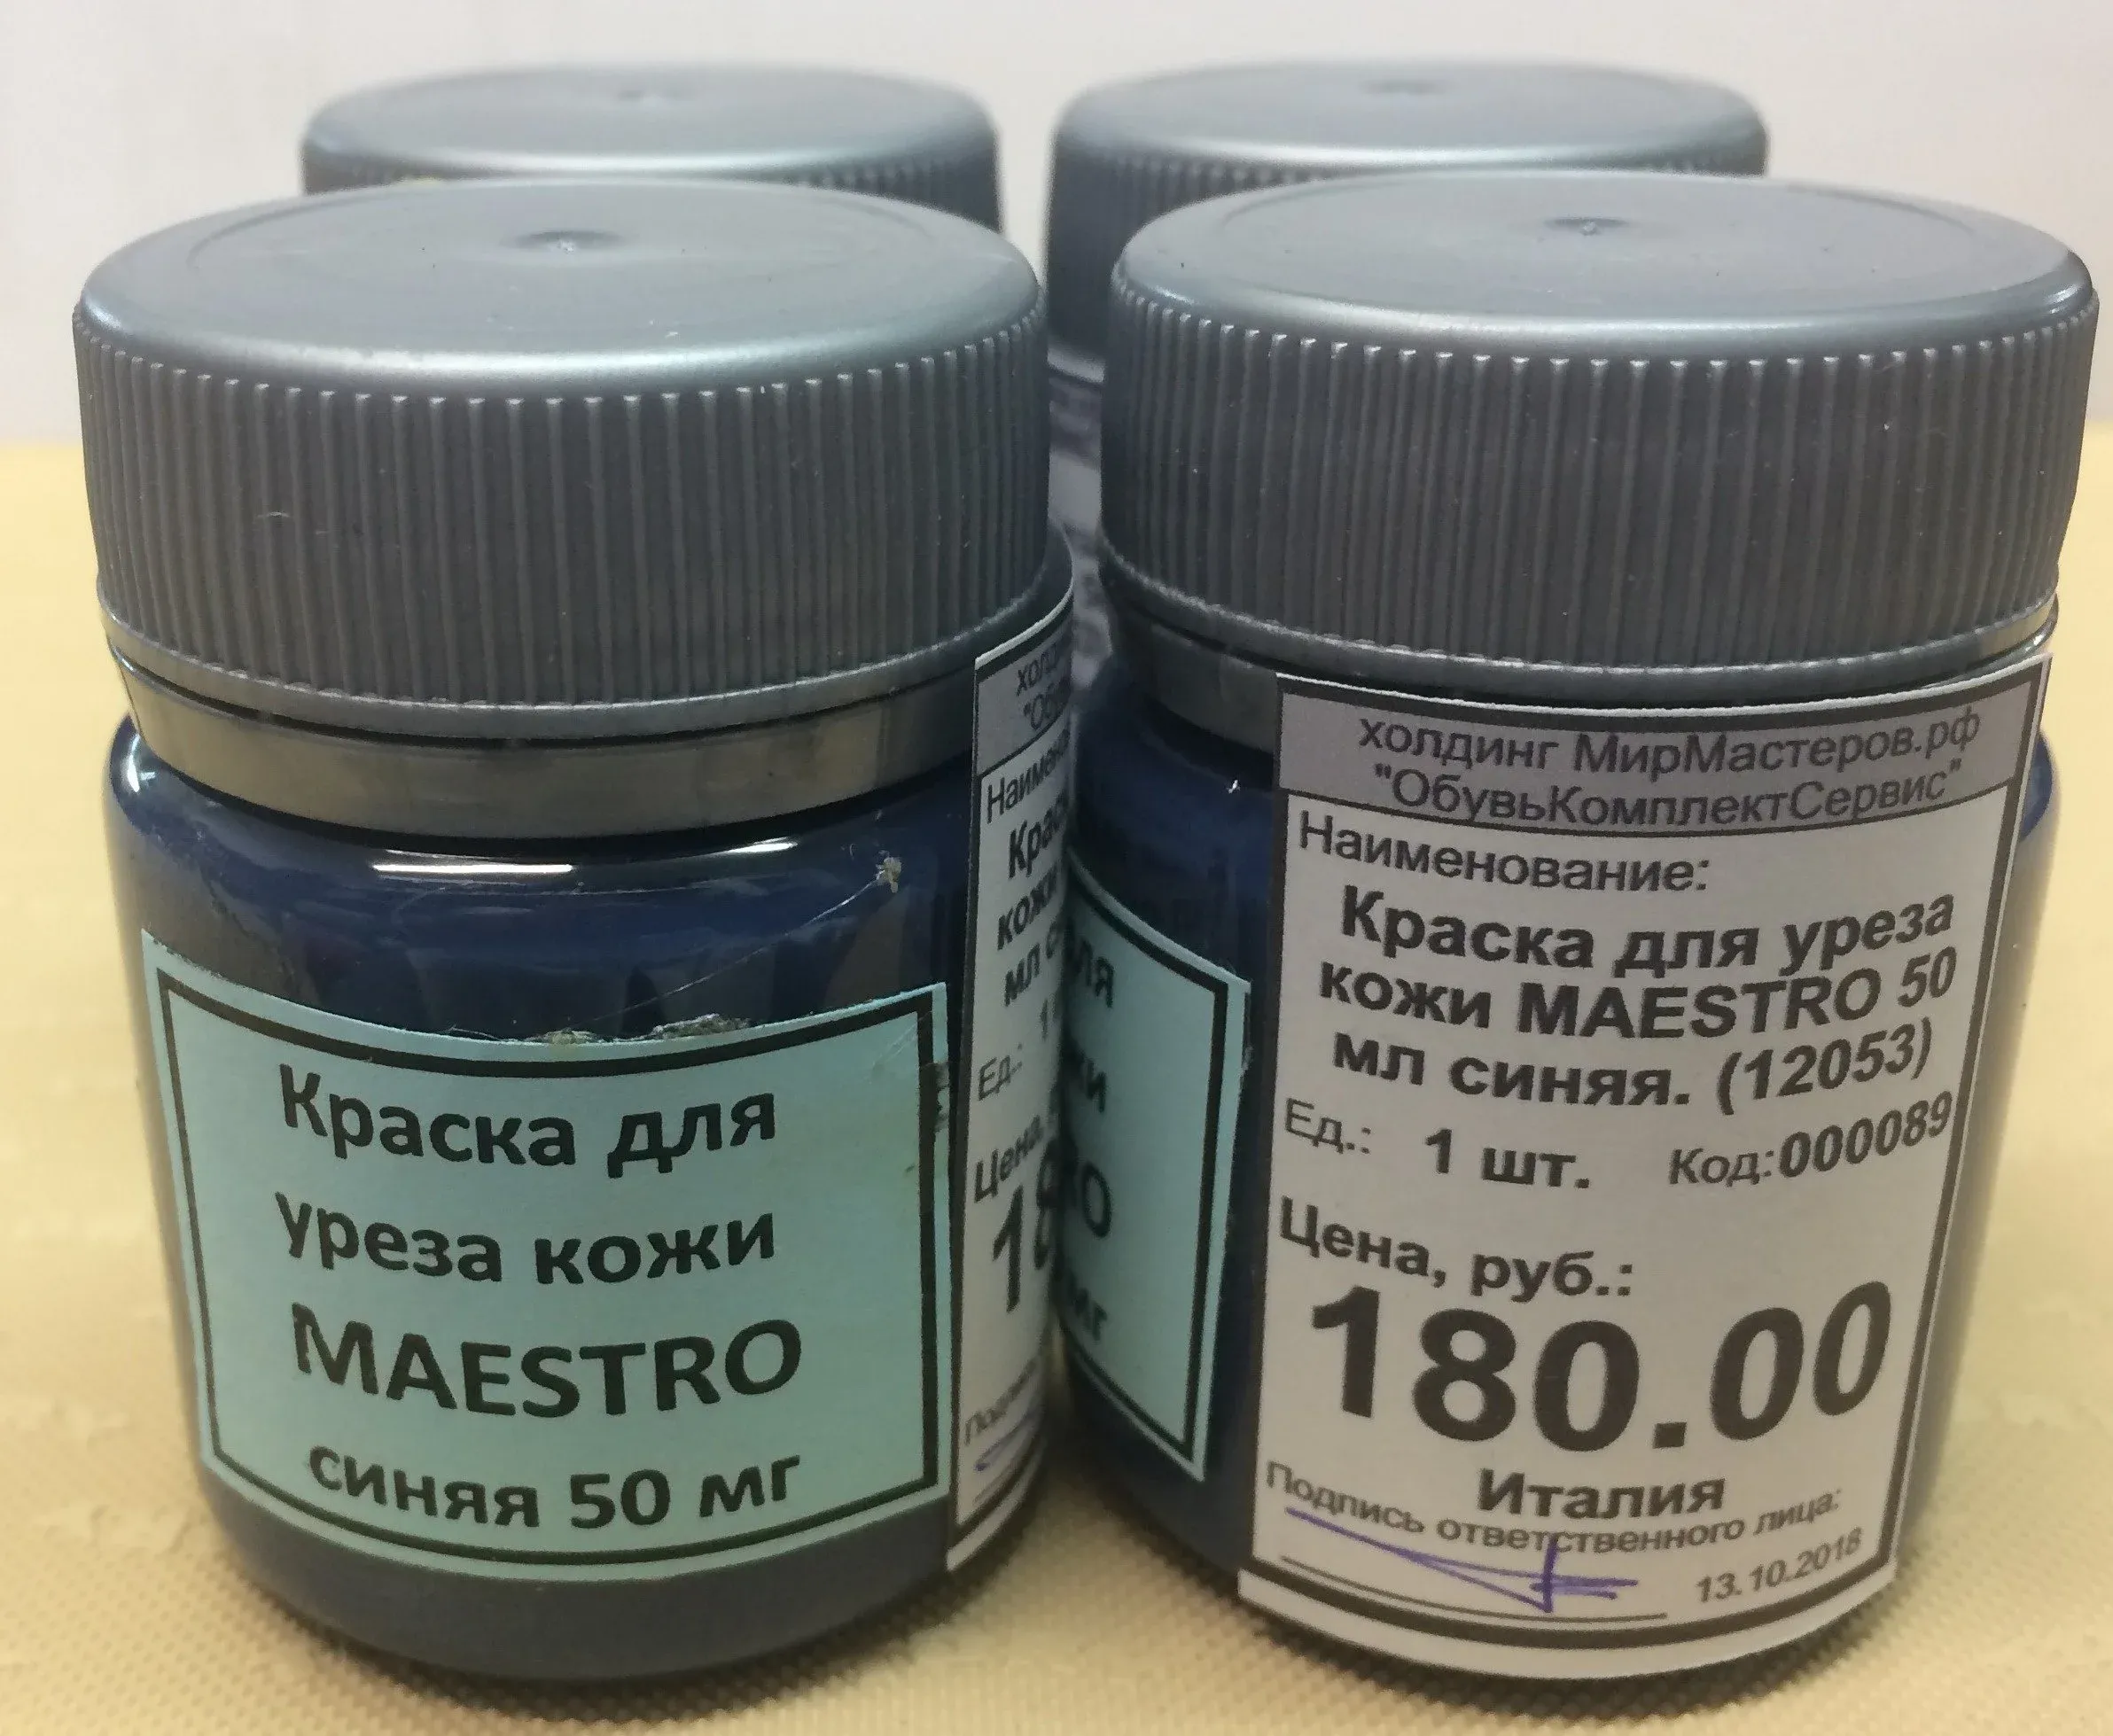 Краска для
уреза кожи
MAESTRO
синяя 50 мг
холдинг МирМастеров.рф
"ОбувьКомплектСервис"
Наименование:
Краска для уреза
кожи MAESTRO 50
мл синяя. (12053)
Ед.: 1 шт. Код:000089
Цена, руб.:
180.00
Италия
Подпись ответственного лица:
13.10.2018